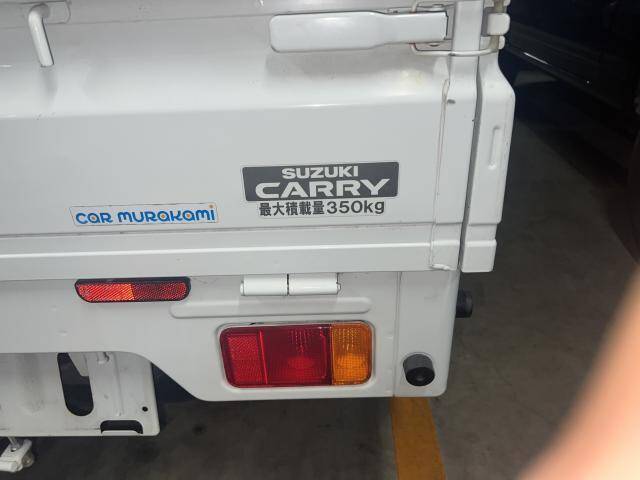 SUZUKI
CARRY
最大積載量350kg
CAR MURAKAMI